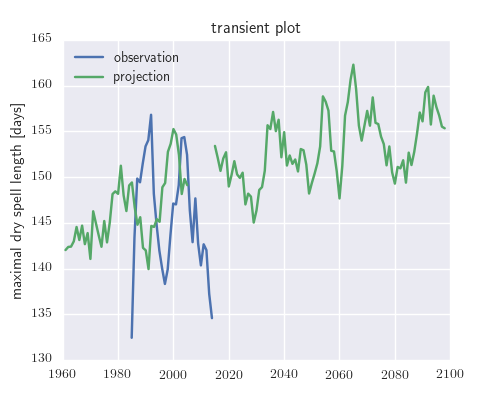 transient plot
165
160
155
150
145
140
135
130
maximal dry spell length [days]
observation
projection
1960 1980 2000 2020 2040 2060 2080 2100